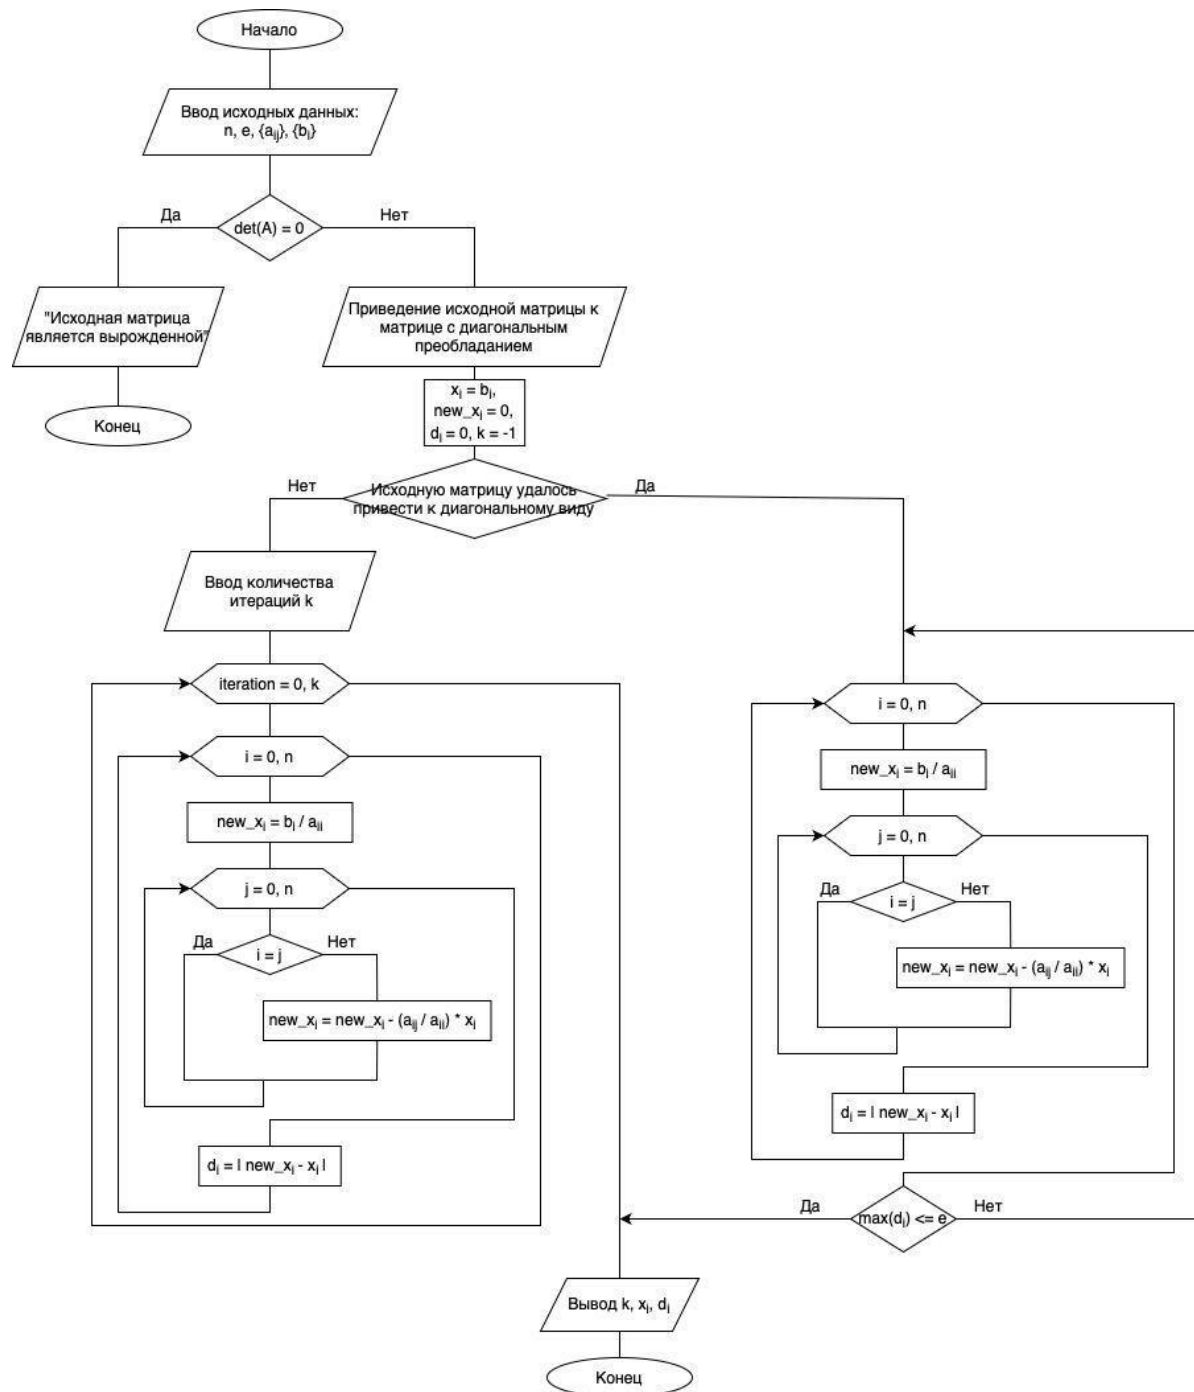 Начало
Ввод исходных данных:
n, e, {aij}, {bi}
Да
Нет
det(A) = 0
"Исходная матрица
является вырожденной"
Приведение исходной матрицы к
матрице с диагональным
преобладанием
Конец
xi = bi,
new_xi = 0,
di = 0, k = -1
Нет
Да
Исходную матрицу удалось
привести к диагональному виду
Ввод количества
итераций k
iteration = 0, k
i = 0, n
new_xi = bi / aii
j = 0, n
Да
Нет
i = j
new_xi = new_xi - (aij / aii) * xi
di = | new_xi - xi |
i = 0, n
new_xi = bi / aii
j = 0, n
Да
Нет
i = j
new_xi = new_xi - (aij / aii) * xi
di = | new_xi - xi |
Да
Нет
max(di) <= e
Вывод k, xi, di
Конец